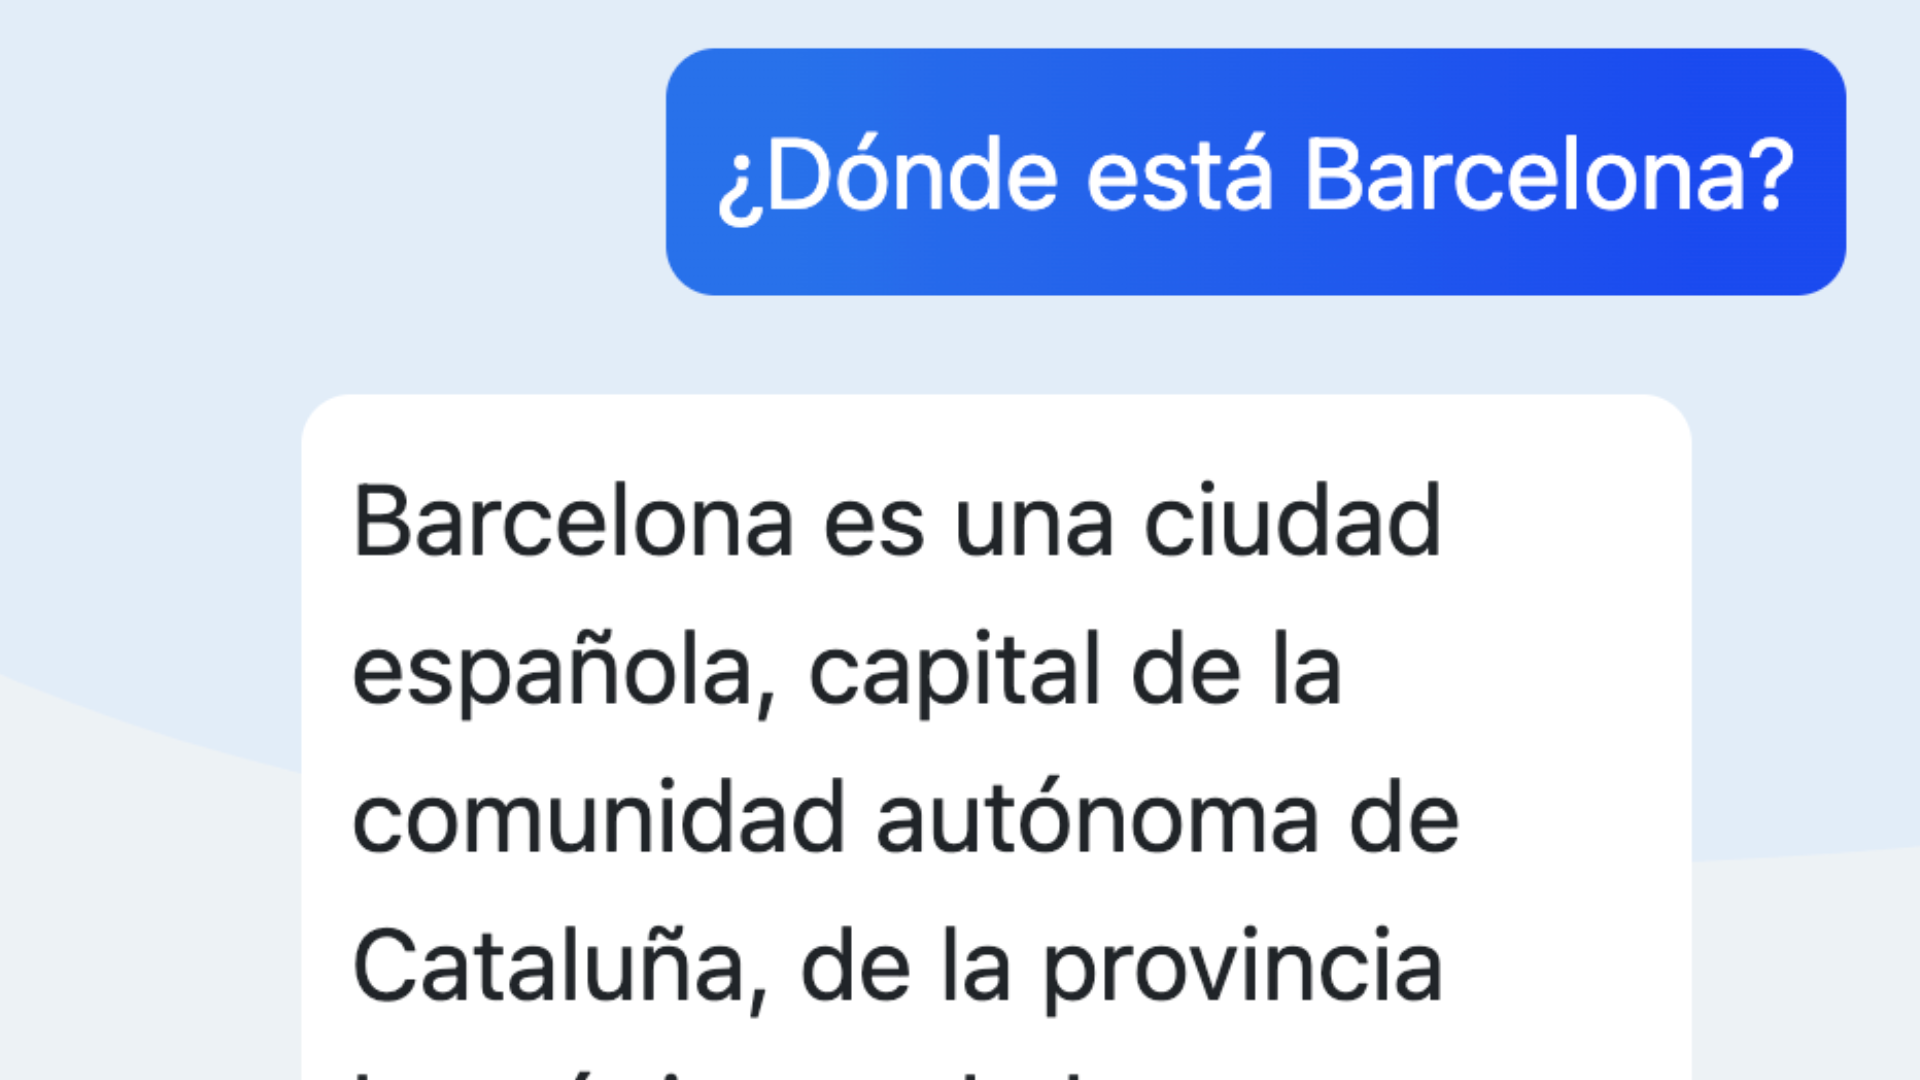 ¿Dónde está Barcelona?
Barcelona es una ciudad
española, capital de la
comunidad autónoma de
Cataluña, de la provincia